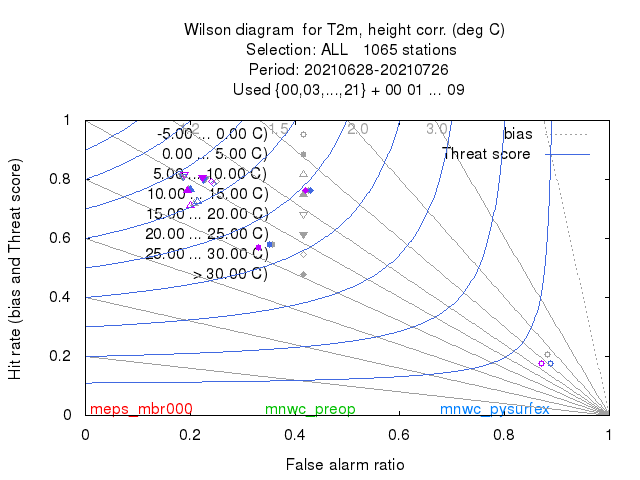 Wilson diagram for T2m, height corr. (deg C)
Selection: ALL 1065 stations
Period: 20210628-20210726
Used {00,03,...,21} + 00 01 ... 09
Hit rate (bias and Threat score)
1
0.8
0.6
0.4
0.2
0
1.2 1.5 2.0 3.0
bias
Threat score
-5.00 ... 0.00 C)
0.00 ... 5.00 C)
5.00 ... 10.00 C)
10.00 ... 15.00 C)
15.00 ... 20.00 C)
20.00 ... 25.00 C)
25.00 ... 30.00 C)
> 30.00 C)
meps_mbr000 mnwc_preop mnwc_pysurfex
0 0.2 0.4 0.6 0.8 1
False alarm ratio